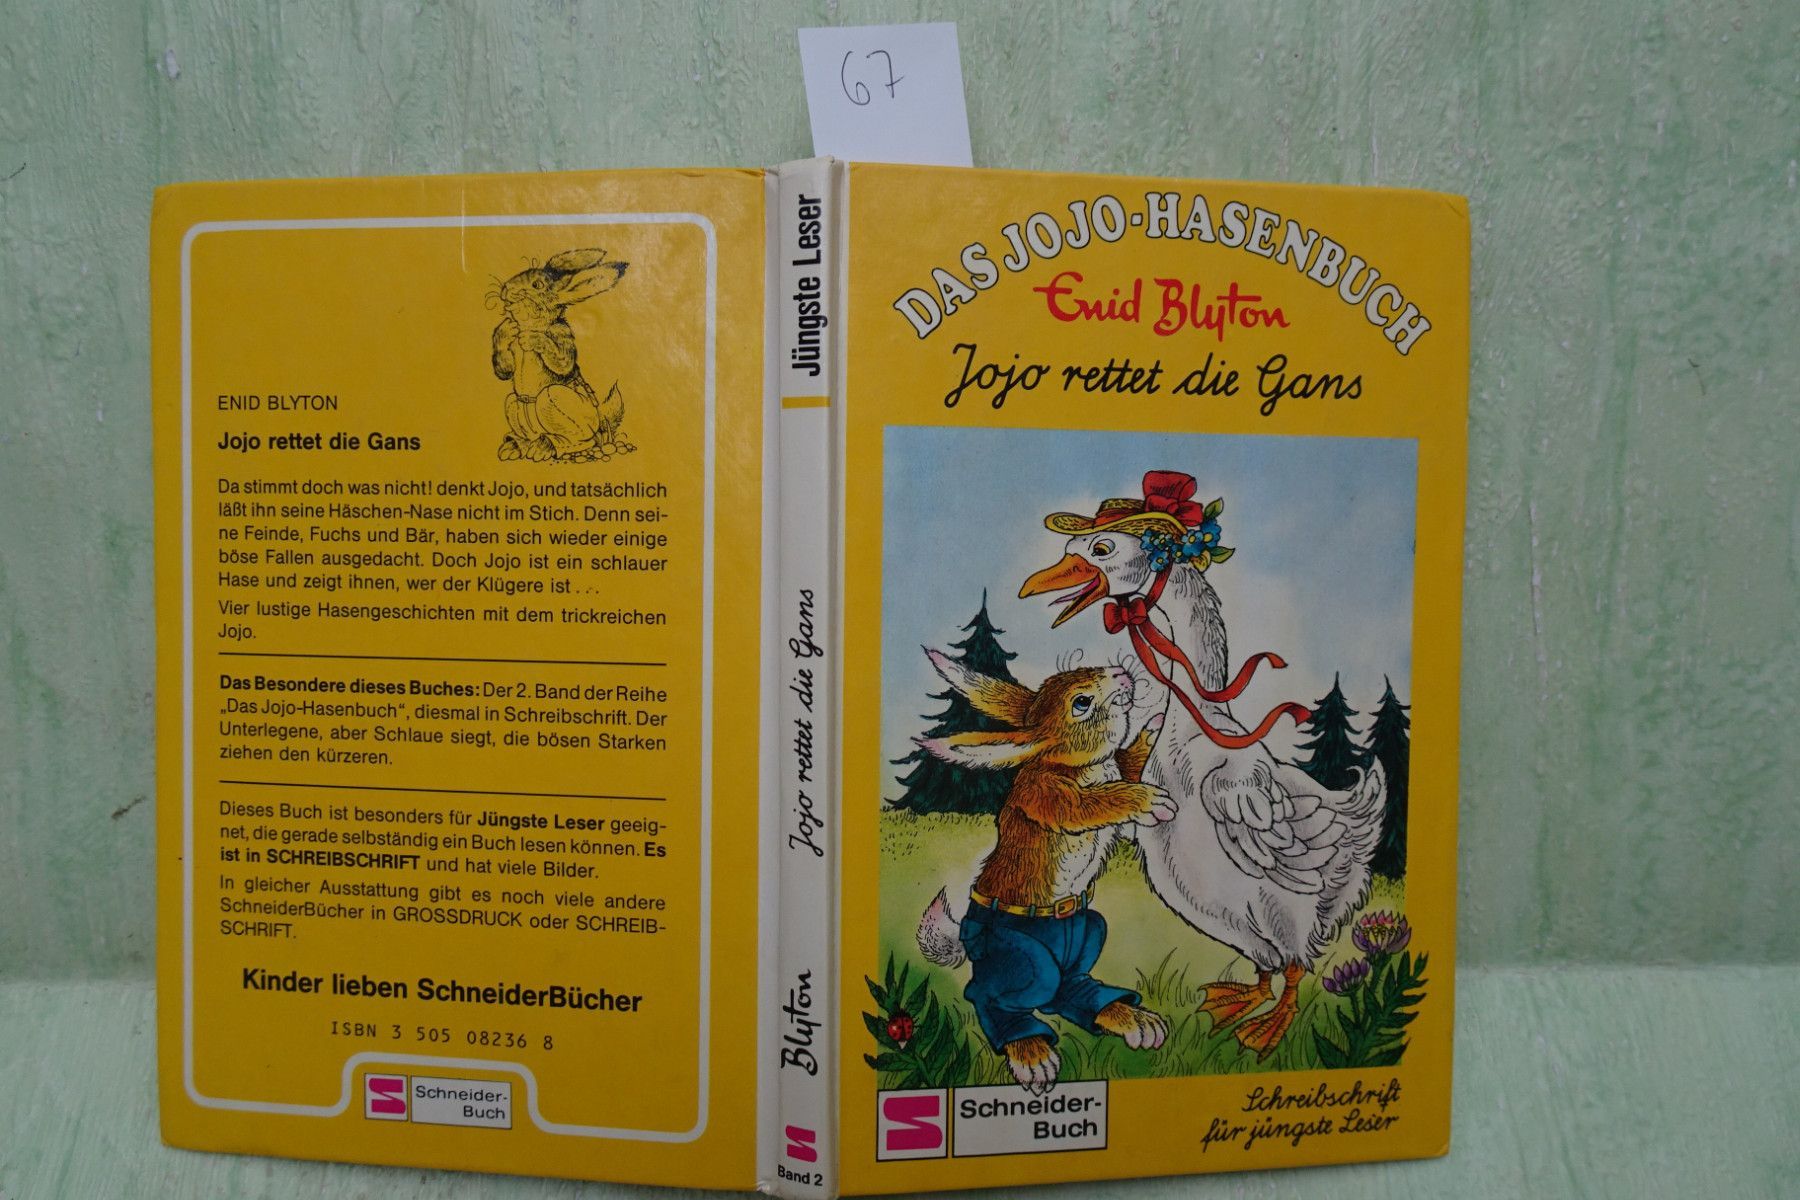 67
ENID BLYTON
Jojo rettet die Gans
Da stimmt doch was nicht! denkt Jojo, und tatsächlich
läßt ihn seine Häschen-Nase nicht im Stich. Denn sei-
ne Feinde, Fuchs und Bär, haben sich wieder einige
böse Fallen ausgedacht. Doch Jojo ist ein schlauer
Hase und zeigt ihnen, wer der Klügere ist . . .
Vier lustige Hasengeschichten mit dem trickreichen
Jojo.
Das Besondere dieses Buches: Der 2. Band der Reihe
„Das Jojo-Hasenbuch“, diesmal in Schreibschrift. Der
Unterlegene, aber Schlaue siegt, die bösen Starken
ziehen den kürzeren.
Dieses Buch ist besonders für Jüngste Leser geeig-
net, die gerade selbständig ein Buch lesen können. Es
ist in SCHREIBSCHRIFT und hat viele Bilder.
In gleicher Ausstattung gibt es noch viele andere
SchneiderBücher in GROSSDRUCK oder SCHREIB-
SCHRIFT.
Kinder lieben SchneiderBücher
ISBN 3 505 08236 8
Schneider-
Buch
Jüngste Leser
Jojo rettet die Gans
Blyton
Band 2
DAS JOJO-HASENBUCH
Enid Blyton
Jojo rettet die Gans
Schneider-
Buch
Schreibschrift
für jüngste Leser